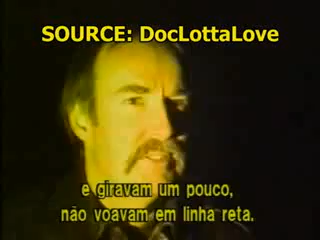 SOURCE: DocLottaLove
e giravam um pouco,
não voavam em linha reta.